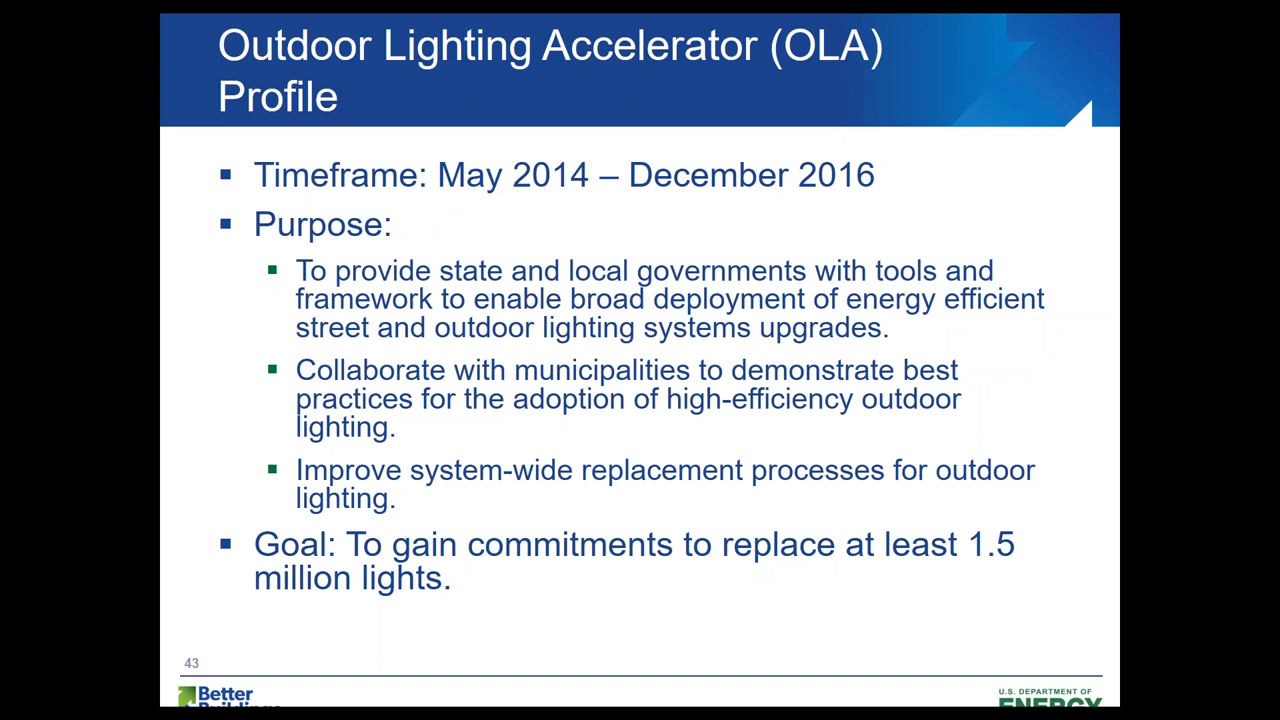 Outdoor Lighting Accelerator (OLA)
Profile
▪ Timeframe: May 2014 – December 2016
▪ Purpose:
▪ To provide state and local governments with tools and
framework to enable broad deployment of energy efficient
street and outdoor lighting systems upgrades.
▪ Collaborate with municipalities to demonstrate best
practices for the adoption of high-efficiency outdoor
lighting.
▪ Improve system-wide replacement processes for outdoor
lighting.
▪ Goal: To gain commitments to replace at least 1.5
million lights.
43
Better
Buildings
U.S. DEPARTMENT OF
ENERGY